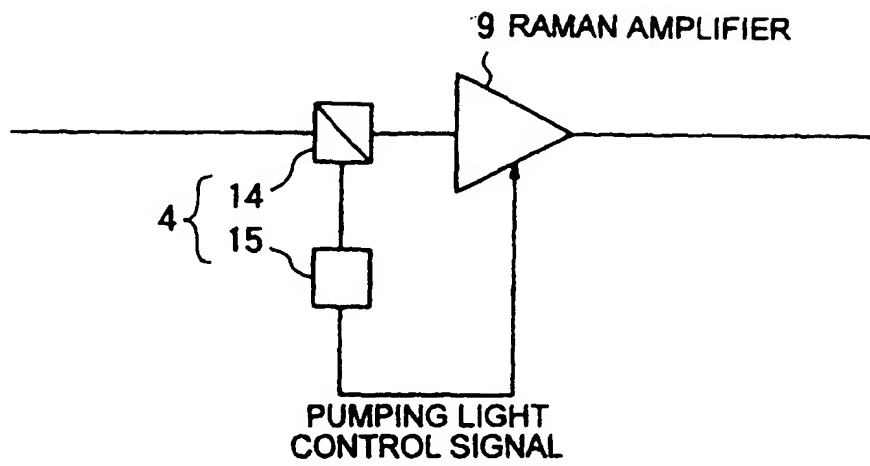 9 RAMAN AMPLIFIER
14
4
15
PUMPING LIGHT
CONTROL SIGNAL